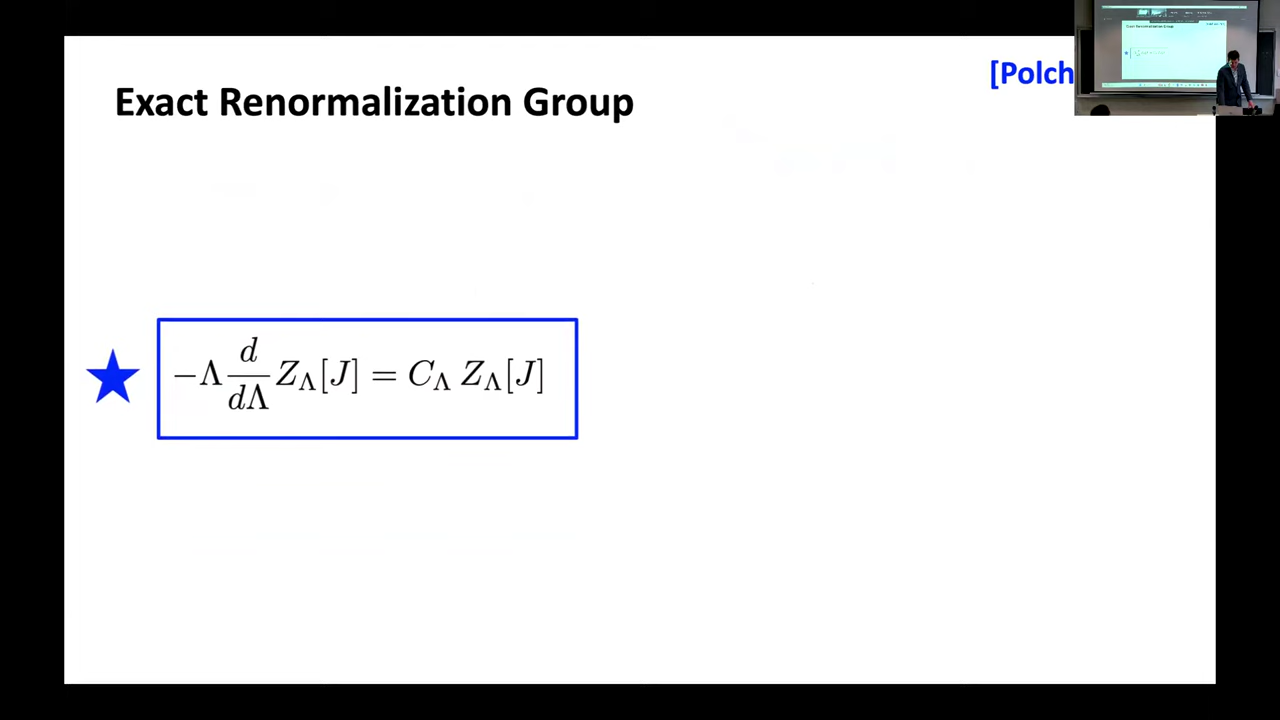 Exact Renormalization Group
[Polch
−Λ d/dΛ Z_Λ[J] = C_Λ Z_Λ[J]